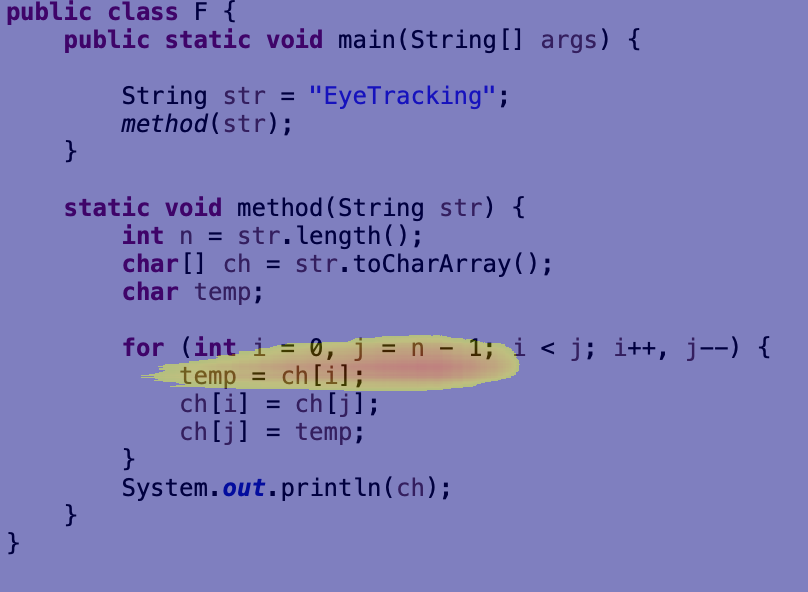 public class F {
    public static void main(String[] args) {

        String str = "EyeTracking";
        method(str);
    }

    static void method(String str) {
        int n = str.length();
        char[] ch = str.toCharArray();
        char temp;

        for (int i = 0, j = n - 1; i < j; i++, j--) {
            temp = ch[i];
            ch[i] = ch[j];
            ch[j] = temp;
        }
        System.out.println(ch);
    }
}